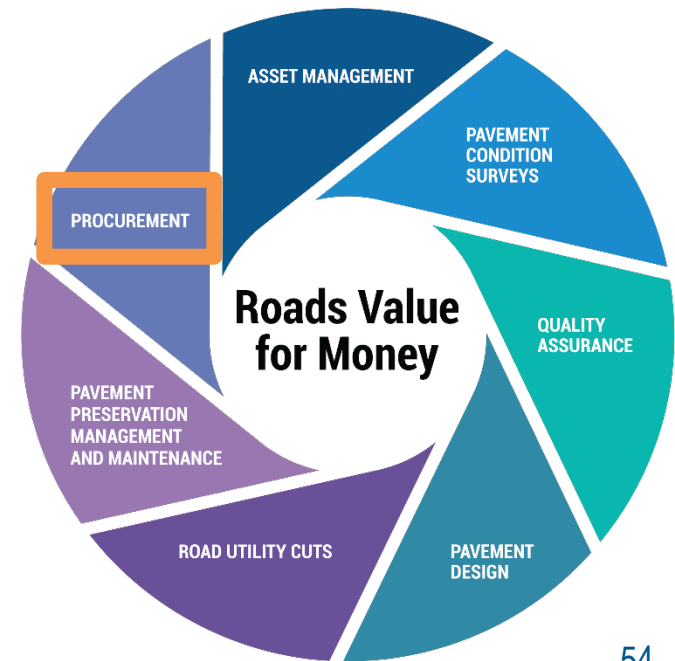 ASSET MANAGEMENT
PAVEMENT
CONDITION
SURVEYS
PROCUREMENT
Roads Value
for Money
QUALITY
ASSURANCE
PAVEMENT
PRESERVATION
MANAGEMENT
AND MAINTENANCE
ROAD UTILITY CUTS
PAVEMENT
DESIGN
54